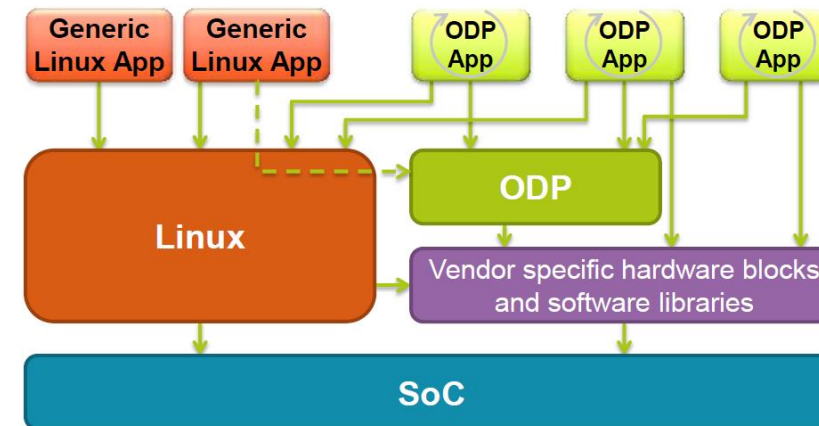 Generic
Linux App
Generic
Linux App
ODP
App
ODP
App
ODP
App
Linux
ODP
Vendor specific hardware blocks
and software libraries
SoC